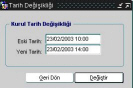 Tarih Değişikliği
Kurul Tarih Değişikliği
Eski Tarih: 23/02/2003 10:00
Yeni Tarih: 23/02/2003 14:00
Geri Dön Değiştir